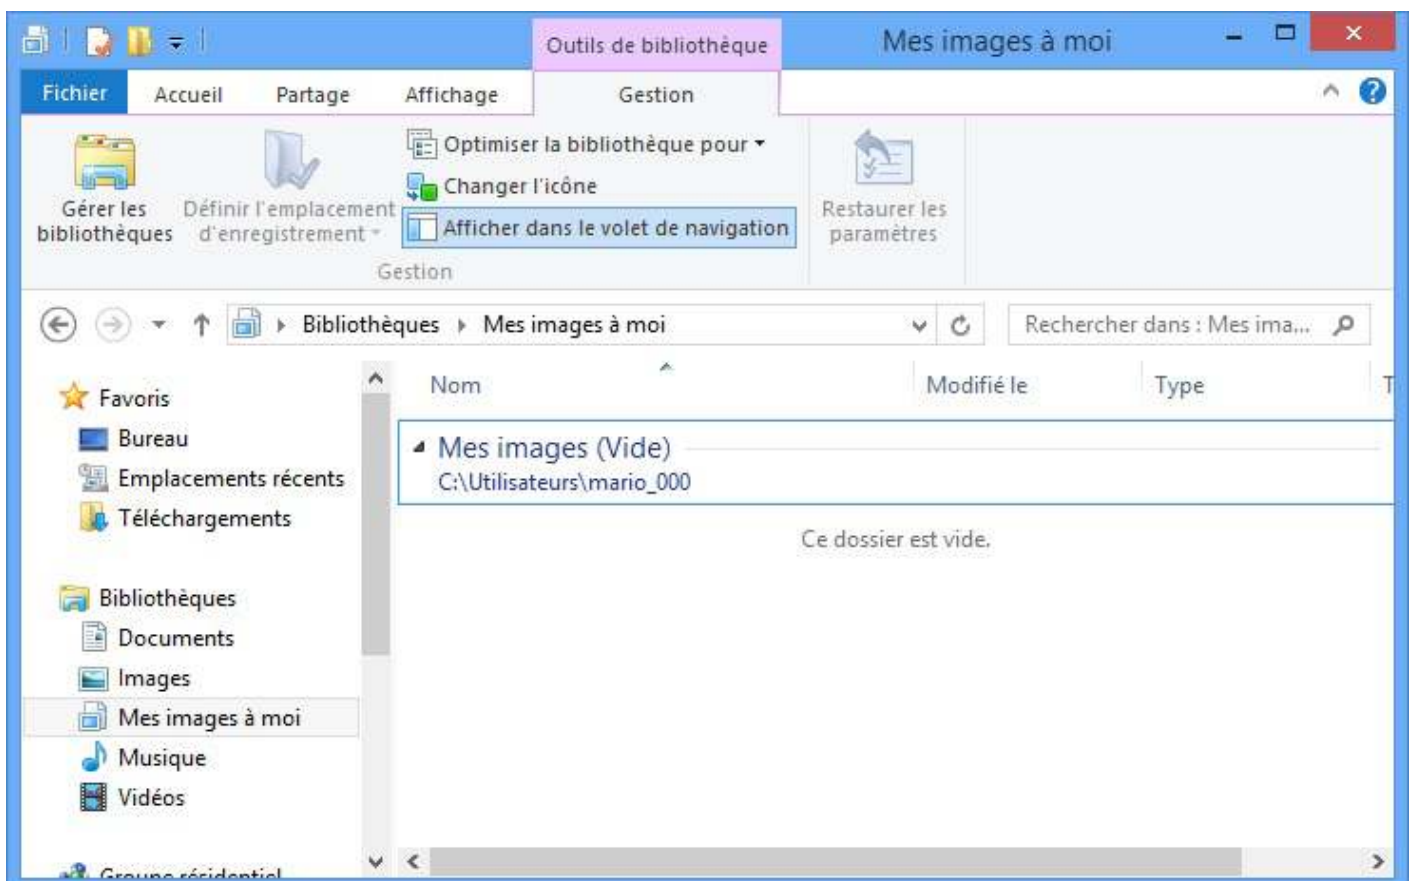 Outils de bibliothèque
Mes images à moi
Fichier
Accueil
Partage
Affichage
Gestion
Gérer les
bibliothèques
Définir l'emplacement
d'enregistrement
Optimiser la bibliothèque pour
Changer l'icône
Afficher dans le volet de navigation
Restaurer les
paramètres
Gestion
Bibliothèques
Mes images à moi
Rechercher dans : Mes ima...
Favoris
Bureau
Emplacements récents
Téléchargements
Bibliothèques
Documents
Images
Mes images à moi
Musique
Vidéos
Groupe résidentiel
Nom
Modifié le
Type
T
Mes images (Vide)
C:\Utilisateurs\mario_000
Ce dossier est vide.